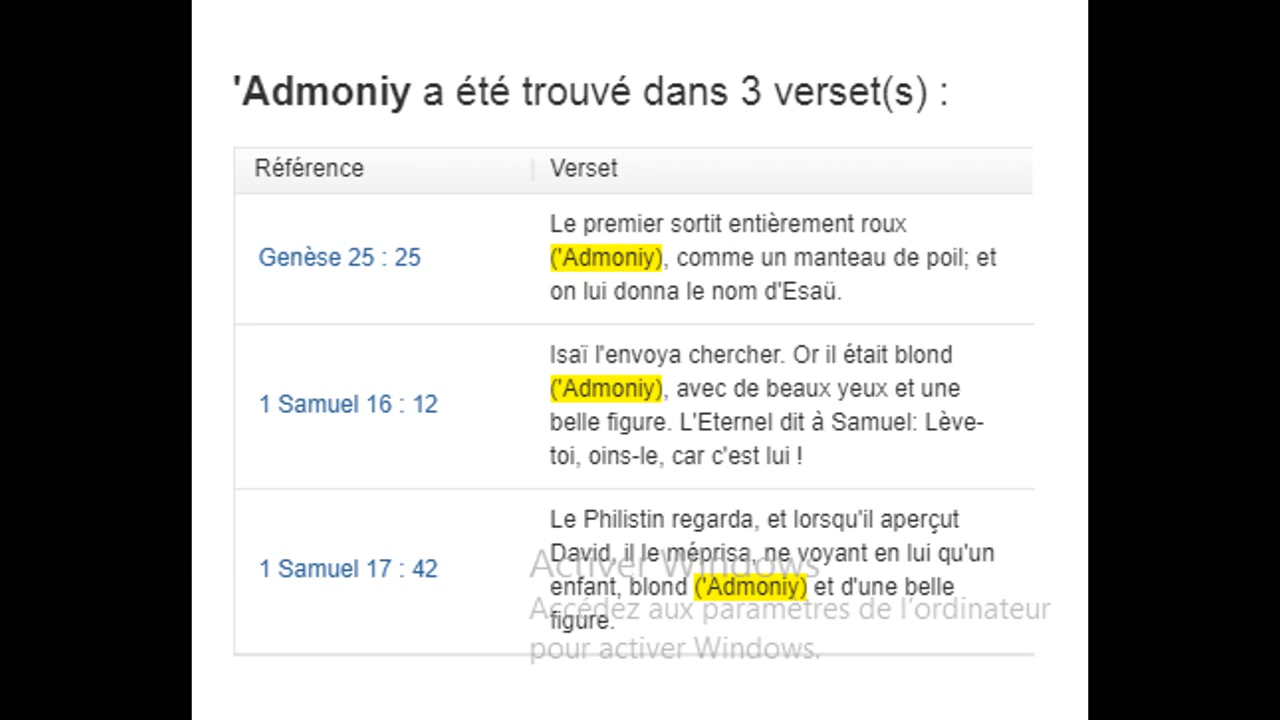 'Admoniy a été trouvé dans 3 verset(s) :
Référence
Verset
Genèse 25 : 25
Le premier sortit entièrement roux
('Admoniy), comme un manteau de poil; et
on lui donna le nom d'Esaü.
1 Samuel 16 : 12
Isaï l'envoya chercher. Or il était blond
('Admoniy), avec de beaux yeux et une
belle figure. L'Eternel dit à Samuel: Lève-
toi, oins-le, car c'est lui !
1 Samuel 17 : 42
Le Philistin regarda, et lorsqu'il aperçut
David, il le méprisa, ne voyant en lui qu'un
enfant, blond ('Admoniy) et d'une belle
figure.
Activer Windows
Accédez aux paramètres de l'ordinateur
pour activer Windows.